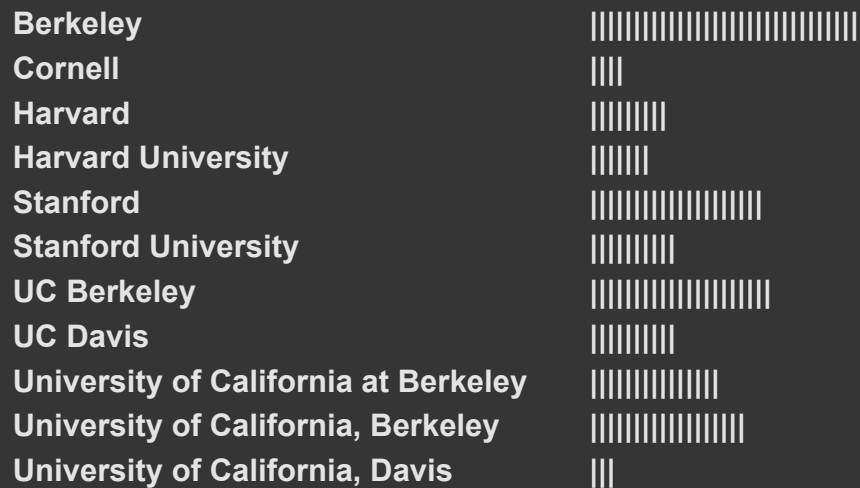 Berkeley |||||||||||||||||||||||||||||||
Cornell ||||
Harvard |||||||||
Harvard University |||||||
Stanford ||||||||||||||||||||
Stanford University ||||||||||
UC Berkeley |||||||||||||||||||||
UC Davis ||||||||||
University of California at Berkeley |||||||||||||||
University of California, Berkeley ||||||||||||||||||
University of California, Davis |||